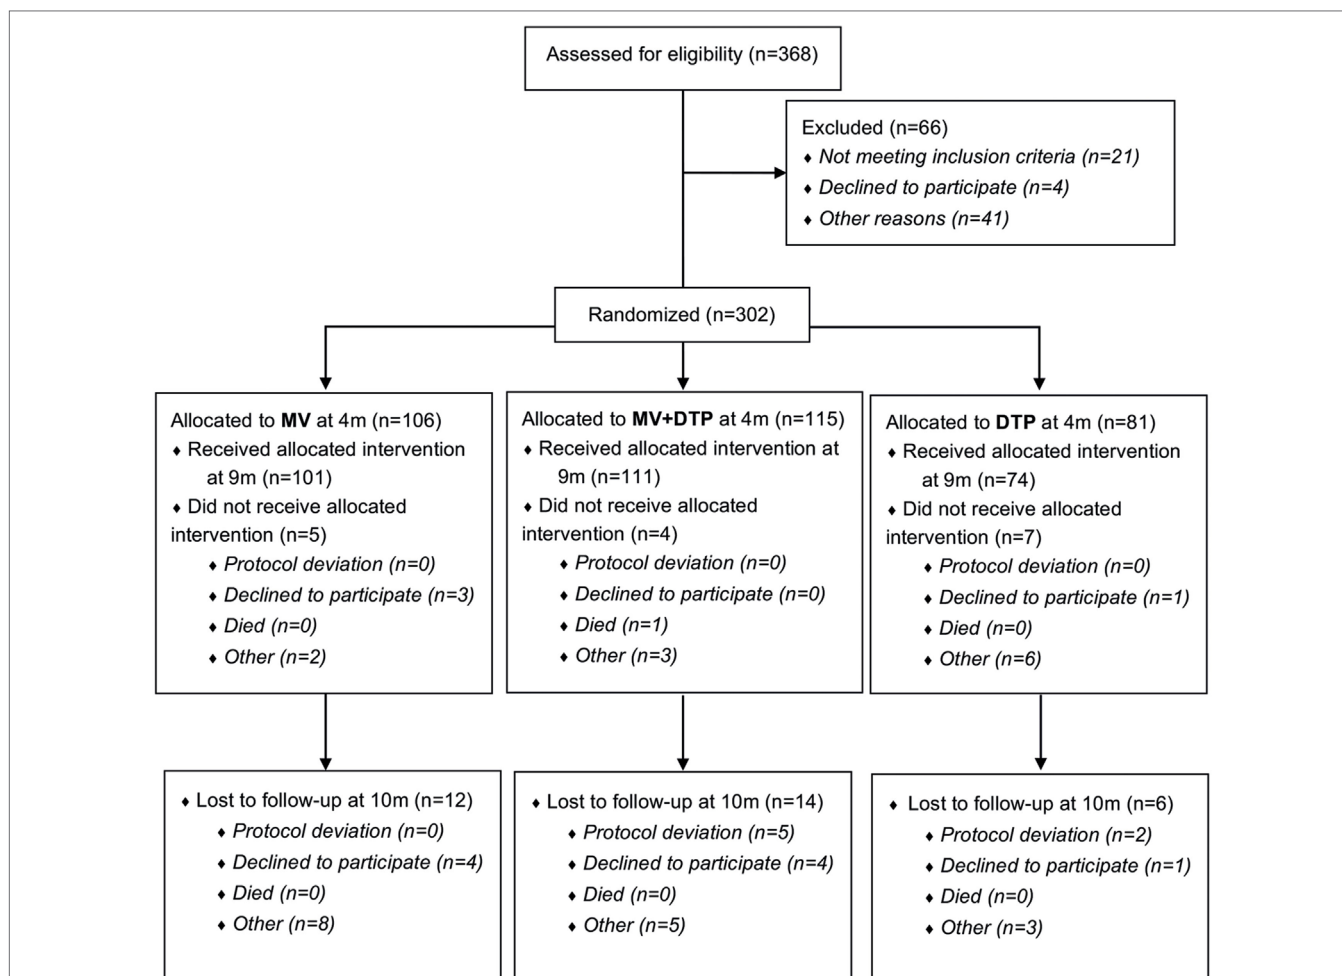 Assessed for eligibility (n=368)
Excluded (n=66)
♦ Not meeting inclusion criteria (n=21)
♦ Declined to participate (n=4)
♦ Other reasons (n=41)
Randomized (n=302)
Allocated to MV at 4m (n=106)
♦ Received allocated intervention
at 9m (n=101)
♦ Did not receive allocated
intervention (n=5)
♦ Protocol deviation (n=0)
♦ Declined to participate (n=3)
♦ Died (n=0)
♦ Other (n=2)
Allocated to MV+DTP at 4m (n=115)
♦ Received allocated intervention at
9m (n=111)
♦ Did not receive allocated
intervention (n=4)
♦ Protocol deviation (n=0)
♦ Declined to participate (n=0)
♦ Died (n=1)
♦ Other (n=3)
Allocated to DTP at 4m (n=81)
♦ Received allocated intervention
at 9m (n=74)
♦ Did not receive allocated
intervention (n=7)
♦ Protocol deviation (n=0)
♦ Declined to participate (n=1)
♦ Died (n=0)
♦ Other (n=6)
♦ Lost to follow-up at 10m (n=12)
♦ Protocol deviation (n=0)
♦ Declined to participate (n=4)
♦ Died (n=0)
♦ Other (n=8)
♦ Lost to follow-up at 10m (n=14)
♦ Protocol deviation (n=5)
♦ Declined to participate (n=4)
♦ Died (n=0)
♦ Other (n=5)
♦ Lost to follow-up at 10m (n=6)
♦ Protocol deviation (n=2)
♦ Declined to participate (n=1)
♦ Died (n=0)
♦ Other (n=3)